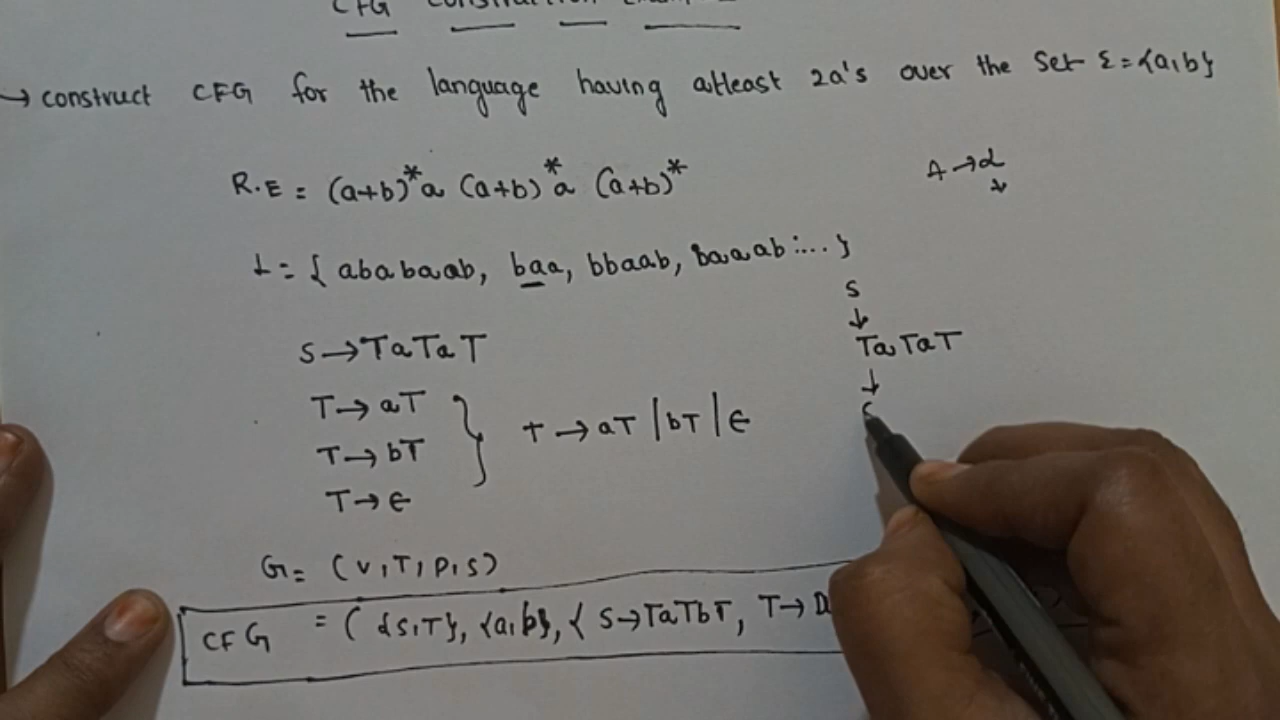 CFG
→ construct CFG for the language having atleast 2a's over the set Σ={a,b}
R.E = (a+b)*a (a+b)*a (a+b)*
A→α
↓
L = { ababaab, baa, bbaab, baaab .... }
S
↓
S→TaTaT
TaTaT
↓
T→aT
T→bT
T→ϵ
T→aT|bT|ϵ
G= (V,T,P,S)
CFG = ( {S,T}, {a,b}, { S→TaTbT, T→